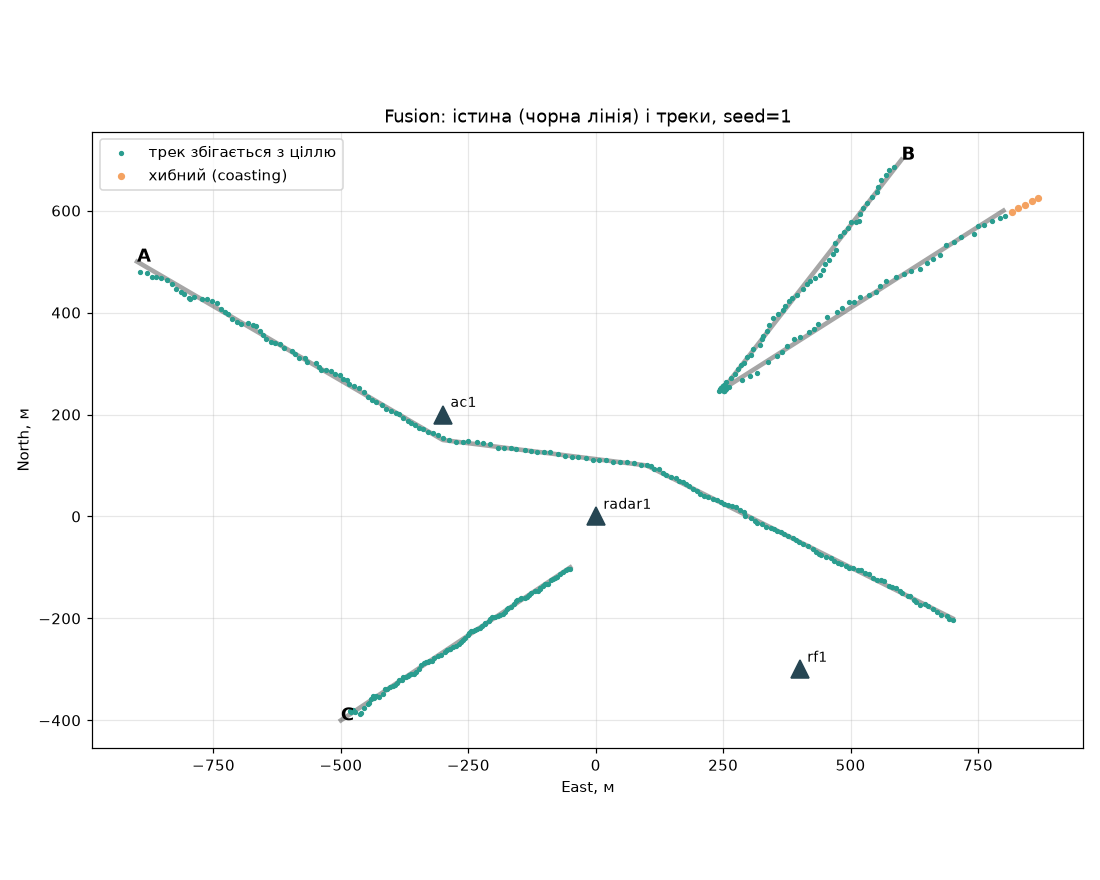 Fusion: істина (чорна лінія) і треки, seed=1
трек збігається з ціллю
хибний (coasting)
B
A
ac1
radar1
rf1
C
600
400
200
0
−200
−400
−750
−500
−250
0
250
500
750
North, м
East, м